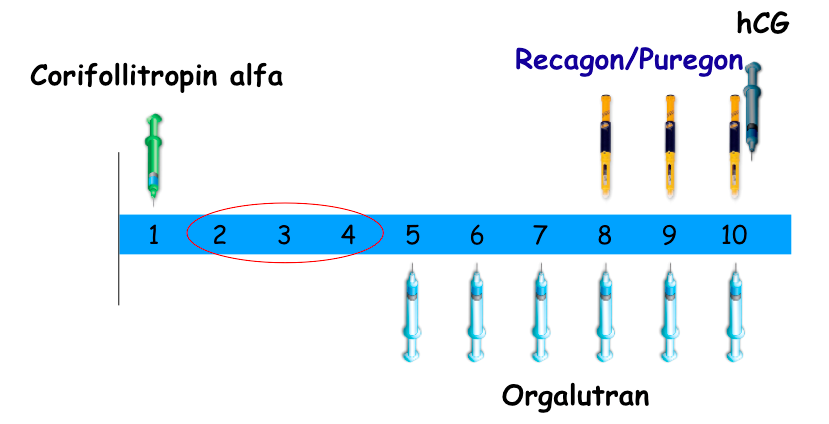 hCG
Recagon/Puregon
Corifollitropin alfa
1 2 3 4 5 6 7 8 9 10
Orgalutran